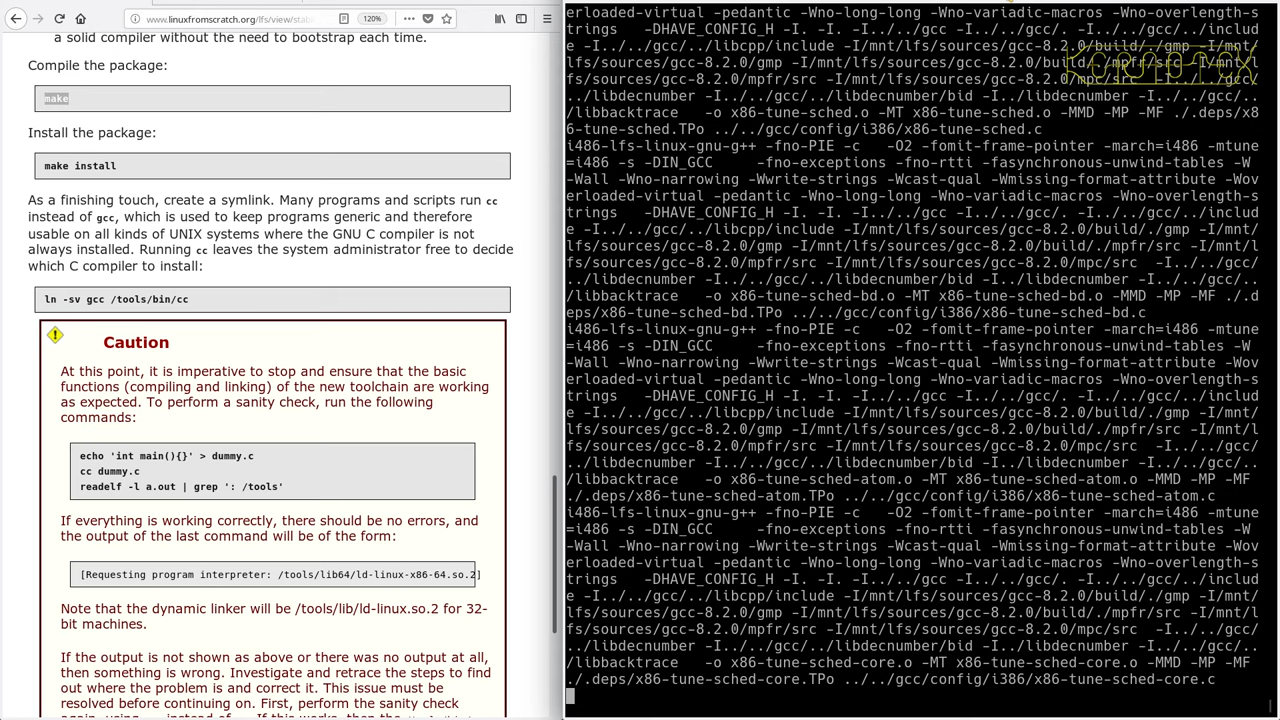 www.linuxfromscratch.org/lfs/view/stab
120%
a solid compiler without the need to bootstrap each time.
Compile the package:
make
Install the package:
make install
As a finishing touch, create a symlink. Many programs and scripts run cc
instead of gcc, which is used to keep programs generic and therefore
usable on all kinds of UNIX systems where the GNU C compiler is not
always installed. Running cc leaves the system administrator free to decide
which C compiler to install:
ln -sv gcc /tools/bin/cc
Caution
At this point, it is imperative to stop and ensure that the basic
functions (compiling and linking) of the new toolchain are working
as expected. To perform a sanity check, run the following
commands:
echo 'int main(){}' > dummy.c
cc dummy.c
readelf -l a.out | grep ': /tools'
If everything is working correctly, there should be no errors, and
the output of the last command will be of the form:
[Requesting program interpreter: /tools/lib64/ld-linux-x86-64.so.2]
Note that the dynamic linker will be /tools/lib/ld-linux.so.2 for 32-
bit machines.
If the output is not shown as above or there was no output at all,
then something is wrong. Investigate and retrace the steps to find
out where the problem is and correct it. This issue must be
resolved before continuing on. First, perform the sanity check
erloaded-virtual -pedantic -Wno-long-long -Wno-variadic-macros -Wno-overlength-s
trings   -DHAVE_CONFIG_H -I. -I. -I../../gcc -I../../gcc/. -I../../gcc/../includ
e -I../../gcc/../libcpp/include -I/mnt/lfs/sources/gcc-8.2.0/build/./gmp -I/mnt/
lfs/sources/gcc-8.2.0/gmp -I/mnt/lfs/sources/gcc-8.2.0/build/./mpfr/src -I/mnt/
lfs/sources/gcc-8.2.0/mpfr/src -I/mnt/lfs/sources/gcc-8.2.0/mpc/src  -I../../gcc/
../libdecnumber -I../../gcc/../libdecnumber/bid -I../libdecnumber -I../../gcc/..
/libbacktrace   -o x86-tune-sched.o -MT x86-tune-sched.o -MMD -MP -MF ./.deps/x8
6-tune-sched.TPo ../../gcc/config/i386/x86-tune-sched.c
i486-lfs-linux-gnu-g++ -fno-PIE -c   -O2 -fomit-frame-pointer -march=i486 -mtune
=i486 -s -DIN_GCC     -fno-exceptions -fno-rtti -fasynchronous-unwind-tables -W
-Wall -Wno-narrowing -Wwrite-strings -Wcast-qual -Wmissing-format-attribute -Wov
erloaded-virtual -pedantic -Wno-long-long -Wno-variadic-macros -Wno-overlength-s
trings   -DHAVE_CONFIG_H -I. -I. -I../../gcc -I../../gcc/. -I../../gcc/../includ
e -I../../gcc/../libcpp/include -I/mnt/lfs/sources/gcc-8.2.0/build/./gmp -I/mnt/
lfs/sources/gcc-8.2.0/gmp -I/mnt/lfs/sources/gcc-8.2.0/build/./mpfr/src -I/mnt/
lfs/sources/gcc-8.2.0/mpfr/src -I/mnt/lfs/sources/gcc-8.2.0/mpc/src  -I../../gcc/
../libdecnumber -I../../gcc/../libdecnumber/bid -I../libdecnumber -I../../gcc/..
/libbacktrace   -o x86-tune-sched-bd.o -MT x86-tune-sched-bd.o -MMD -MP -MF ./.d
eps/x86-tune-sched-bd.TPo ../../gcc/config/i386/x86-tune-sched-bd.c
i486-lfs-linux-gnu-g++ -fno-PIE -c   -O2 -fomit-frame-pointer -march=i486 -mtune
=i486 -s -DIN_GCC     -fno-exceptions -fno-rtti -fasynchronous-unwind-tables -W
-Wall -Wno-narrowing -Wwrite-strings -Wcast-qual -Wmissing-format-attribute -Wov
erloaded-virtual -pedantic -Wno-long-long -Wno-variadic-macros -Wno-overlength-s
trings   -DHAVE_CONFIG_H -I. -I. -I../../gcc -I../../gcc/. -I../../gcc/../includ
e -I../../gcc/../libcpp/include -I/mnt/lfs/sources/gcc-8.2.0/build/./gmp -I/mnt/
lfs/sources/gcc-8.2.0/gmp -I/mnt/lfs/sources/gcc-8.2.0/build/./mpfr/src -I/mnt/
lfs/sources/gcc-8.2.0/mpfr/src -I/mnt/lfs/sources/gcc-8.2.0/mpc/src  -I../../gcc/
../libdecnumber -I../../gcc/../libdecnumber/bid -I../libdecnumber -I../../gcc/..
/libbacktrace   -o x86-tune-sched-atom.o -MT x86-tune-sched-atom.o -MMD -MP -MF
./.deps/x86-tune-sched-atom.TPo ../../gcc/config/i386/x86-tune-sched-atom.c
i486-lfs-linux-gnu-g++ -fno-PIE -c   -O2 -fomit-frame-pointer -march=i486 -mtune
=i486 -s -DIN_GCC     -fno-exceptions -fno-rtti -fasynchronous-unwind-tables -W
-Wall -Wno-narrowing -Wwrite-strings -Wcast-qual -Wmissing-format-attribute -Wov
erloaded-virtual -pedantic -Wno-long-long -Wno-variadic-macros -Wno-overlength-s
trings   -DHAVE_CONFIG_H -I. -I. -I../../gcc -I../../gcc/. -I../../gcc/../includ
e -I../../gcc/../libcpp/include -I/mnt/lfs/sources/gcc-8.2.0/build/./gmp -I/mnt/
lfs/sources/gcc-8.2.0/gmp -I/mnt/lfs/sources/gcc-8.2.0/build/./mpfr/src -I/mnt/
lfs/sources/gcc-8.2.0/mpfr/src -I/mnt/lfs/sources/gcc-8.2.0/mpc/src  -I../../gcc/
../libdecnumber -I../../gcc/../libdecnumber/bid -I../libdecnumber -I../../gcc/..
/libbacktrace   -o x86-tune-sched-core.o -MT x86-tune-sched-core.o -MMD -MP -MF
./.deps/x86-tune-sched-core.TPo ../../gcc/config/i386/x86-tune-sched-core.c